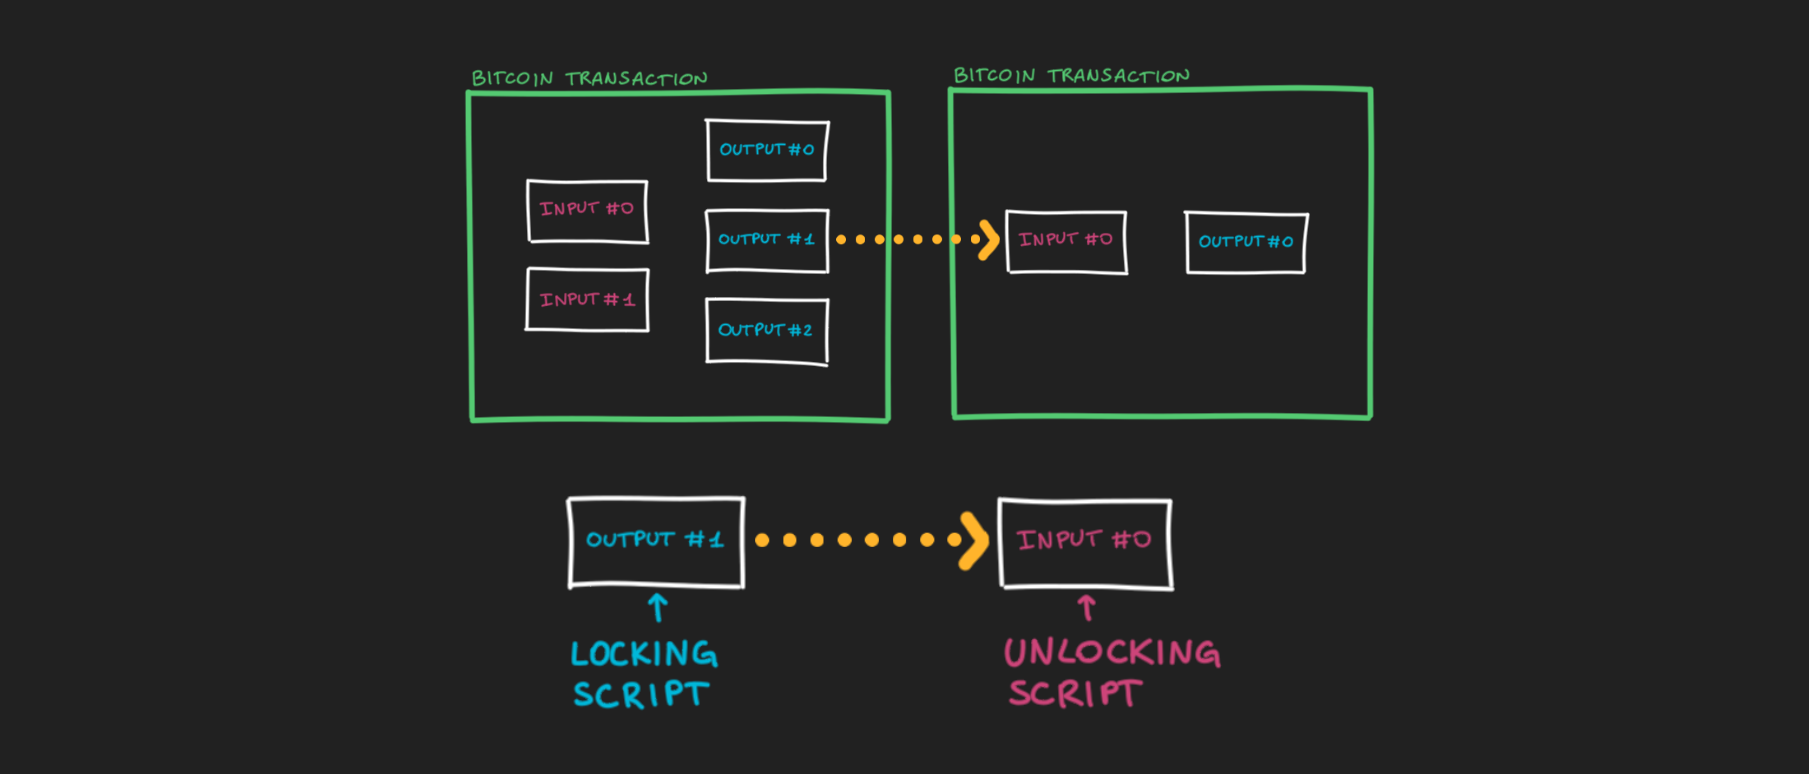 BITCOIN TRANSACTION
OUTPUT #0
INPUT #0
OUTPUT #1
INPUT #1
OUTPUT #2
BITCOIN TRANSACTION
INPUT #0
OUTPUT #0
OUTPUT #1
LOCKING
SCRIPT
INPUT #0
UNLOCKING
SCRIPT